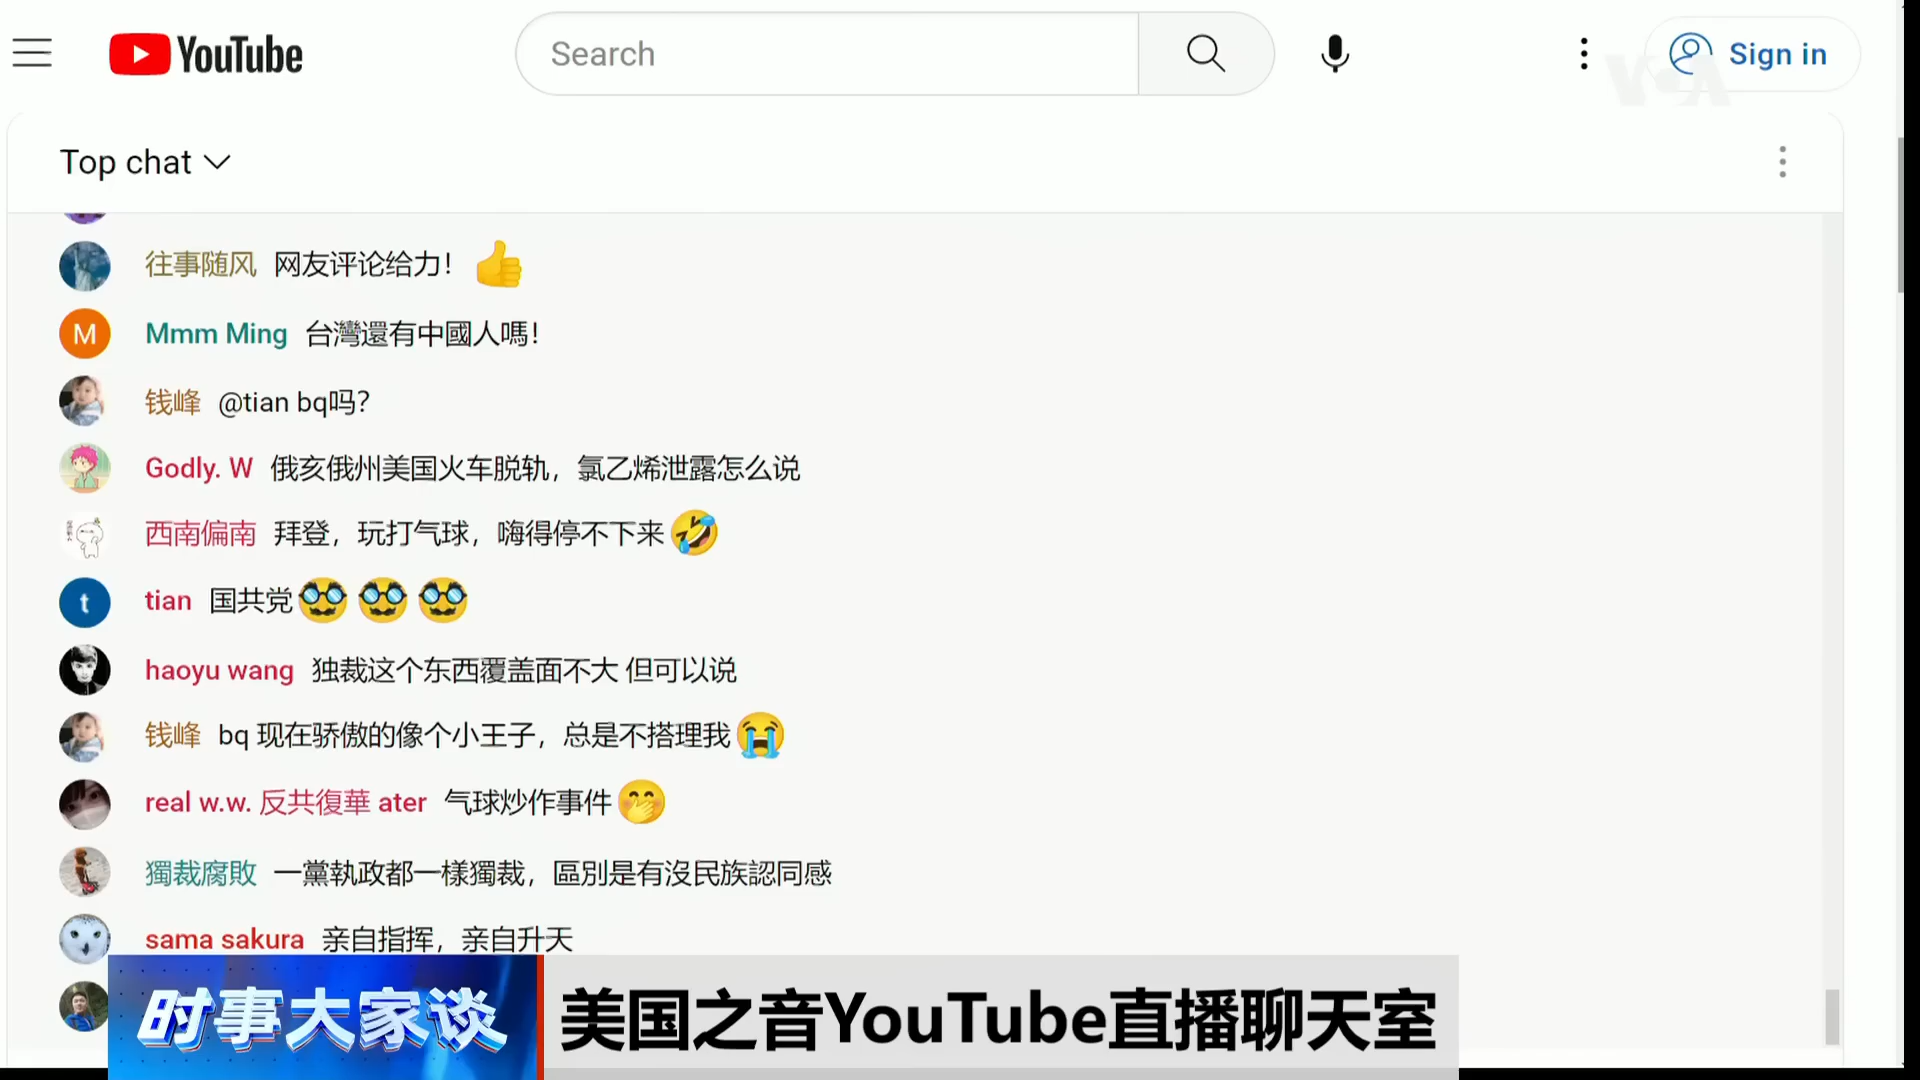 YouTube
Search
Sign in
VOA
Top chat
往事随风 网友评论给力！
M
Mmm Ming 台灣還有中國人嗎！
钱峰 @tian bq吗？
Godly. W 俄亥俄州美国火车脱轨，氯乙烯泄露怎么说
西南偏南 拜登，玩打气球，嗨得停不下来
t
tian 国共党
haoyu wang 独裁这个东西覆盖面不大 但可以说
钱峰 bq 现在骄傲的像个小王子，总是不搭理我
real w.w. 反共復華 ater 气球炒作事件
獨裁腐敗 一黨執政都一樣獨裁，區別是有沒民族認同感
sama sakura 亲自指挥，亲自升天
时事大家谈
美国之音YouTube直播聊天室